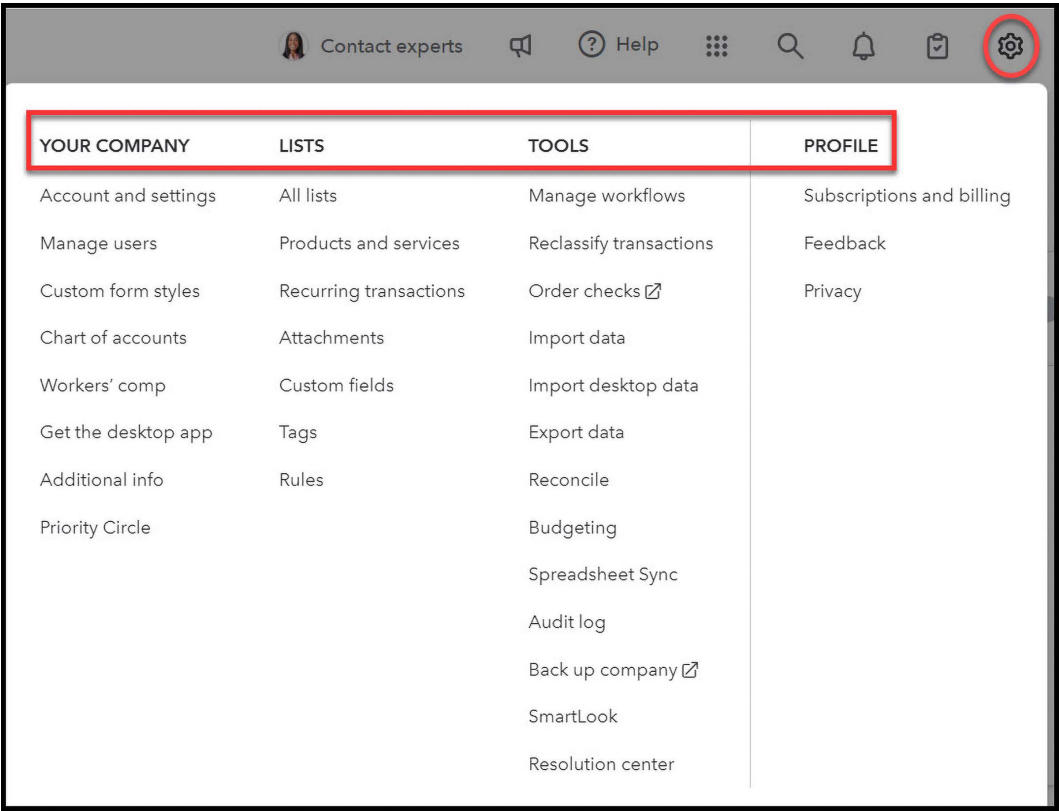 Contact experts
Help
YOUR COMPANY
Account and settings
Manage users
Custom form styles
Chart of accounts
Workers’ comp
Get the desktop app
Additional info
Priority Circle
LISTS
All lists
Products and services
Recurring transactions
Attachments
Custom fields
Tags
Rules
TOOLS
Manage workflows
Reclassify transactions
Order checks
Import data
Import desktop data
Export data
Reconcile
Budgeting
Spreadsheet Sync
Audit log
Back up company
SmartLook
Resolution center
PROFILE
Subscriptions and billing
Feedback
Privacy